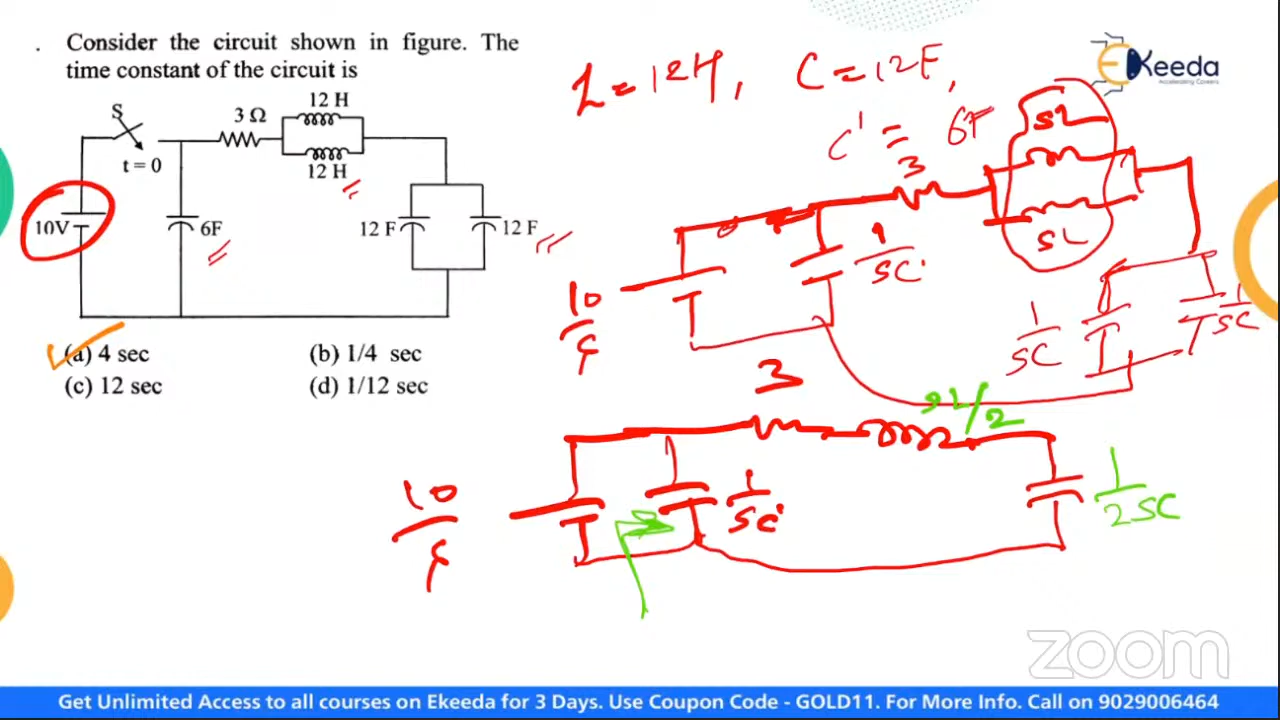 . Consider the circuit shown in figure. The
time constant of the circuit is
S
t = 0
3 Ω
12 H
12 H
10V
6F
12 F
12 F
(a) 4 sec
(b) 1/4 sec
(c) 12 sec
(d) 1/12 sec
L = 12H, C = 12F,
C' = 6F
EKeeda
Accelerating Careers
3
SL
SL
10/s
1/SC'
1/SC
1/SC
3
SL/2
10/s
1/SC'
1/2SC
zoom
Get Unlimited Access to all courses on Ekeeda for 3 Days. Use Coupon Code - GOLD11. For More Info. Call on 9029006464